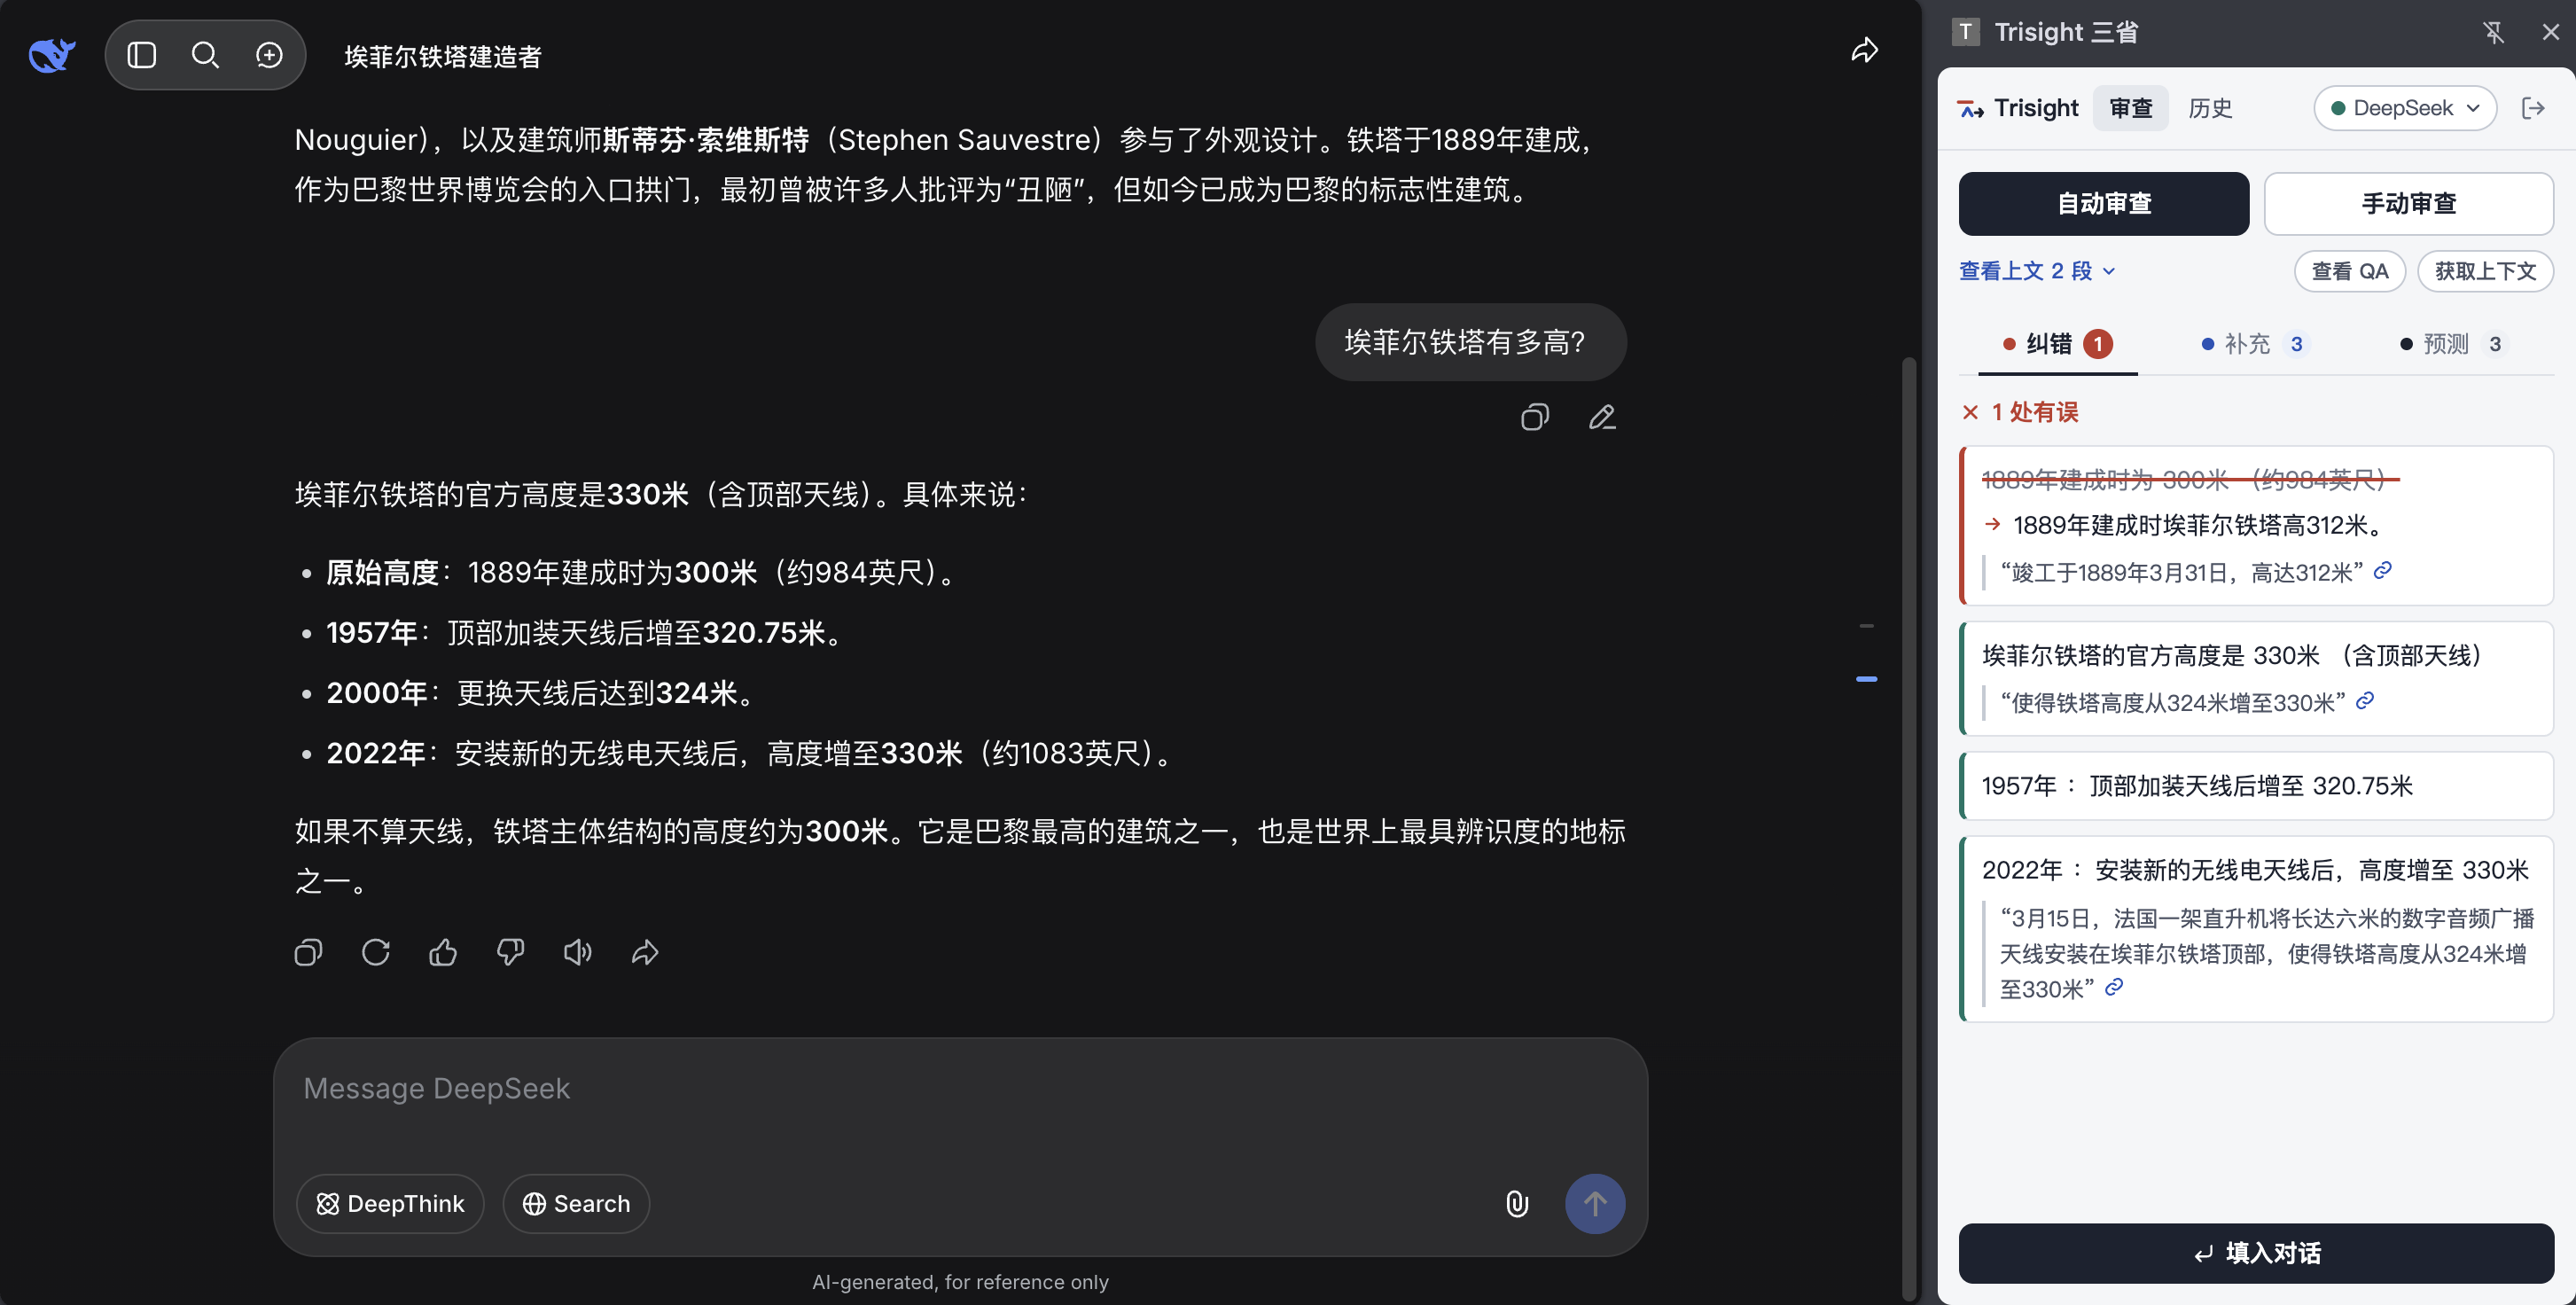 埃菲尔铁塔建造者
Nouguier），以及建筑师斯蒂芬·索维斯特（Stephen Sauvestre）参与了外观设计。铁塔于1889年建成，
作为巴黎世界博览会的入口拱门，最初曾被许多人批评为“丑陋”，但如今已成为巴黎的标志性建筑。
埃菲尔铁塔有多高？
埃菲尔铁塔的官方高度是330米（含顶部天线）。具体来说：
• 原始高度：1889年建成时为300米（约984英尺）。
• 1957年：顶部加装天线后增至320.75米。
• 2000年：更换天线后达到324米。
• 2022年：安装新的无线电天线后，高度增至330米（约1083英尺）。
如果不算天线，铁塔主体结构的高度约为300米。它是巴黎最高的建筑之一，也是世界上最具辨识度的地标
之一。
Message DeepSeek
DeepThink
Search
AI-generated, for reference only
T Trisight 三省
Trisight 审查 历史 DeepSeek
自动审查 手动审查
查看上文 2 段 查看 QA 获取上下文
纠错 1 补充 3 预测 3
× 1 处有误
1889年建成时为 300米 （约984英尺）
→ 1889年建成时埃菲尔铁塔高312米。
“竣工于1889年3月31日，高达312米”
埃菲尔铁塔的官方高度是 330米 （含顶部天线）
“使得铁塔高度从324米增至330米”
1957年 ：顶部加装天线后增至 320.75米
2022年 ：安装新的无线电天线后，高度增至 330米
“3月15日，法国一架直升机将长达六米的数字音频广播
天线安装在埃菲尔铁塔顶部，使得铁塔高度从324米增
至330米”
填入对话